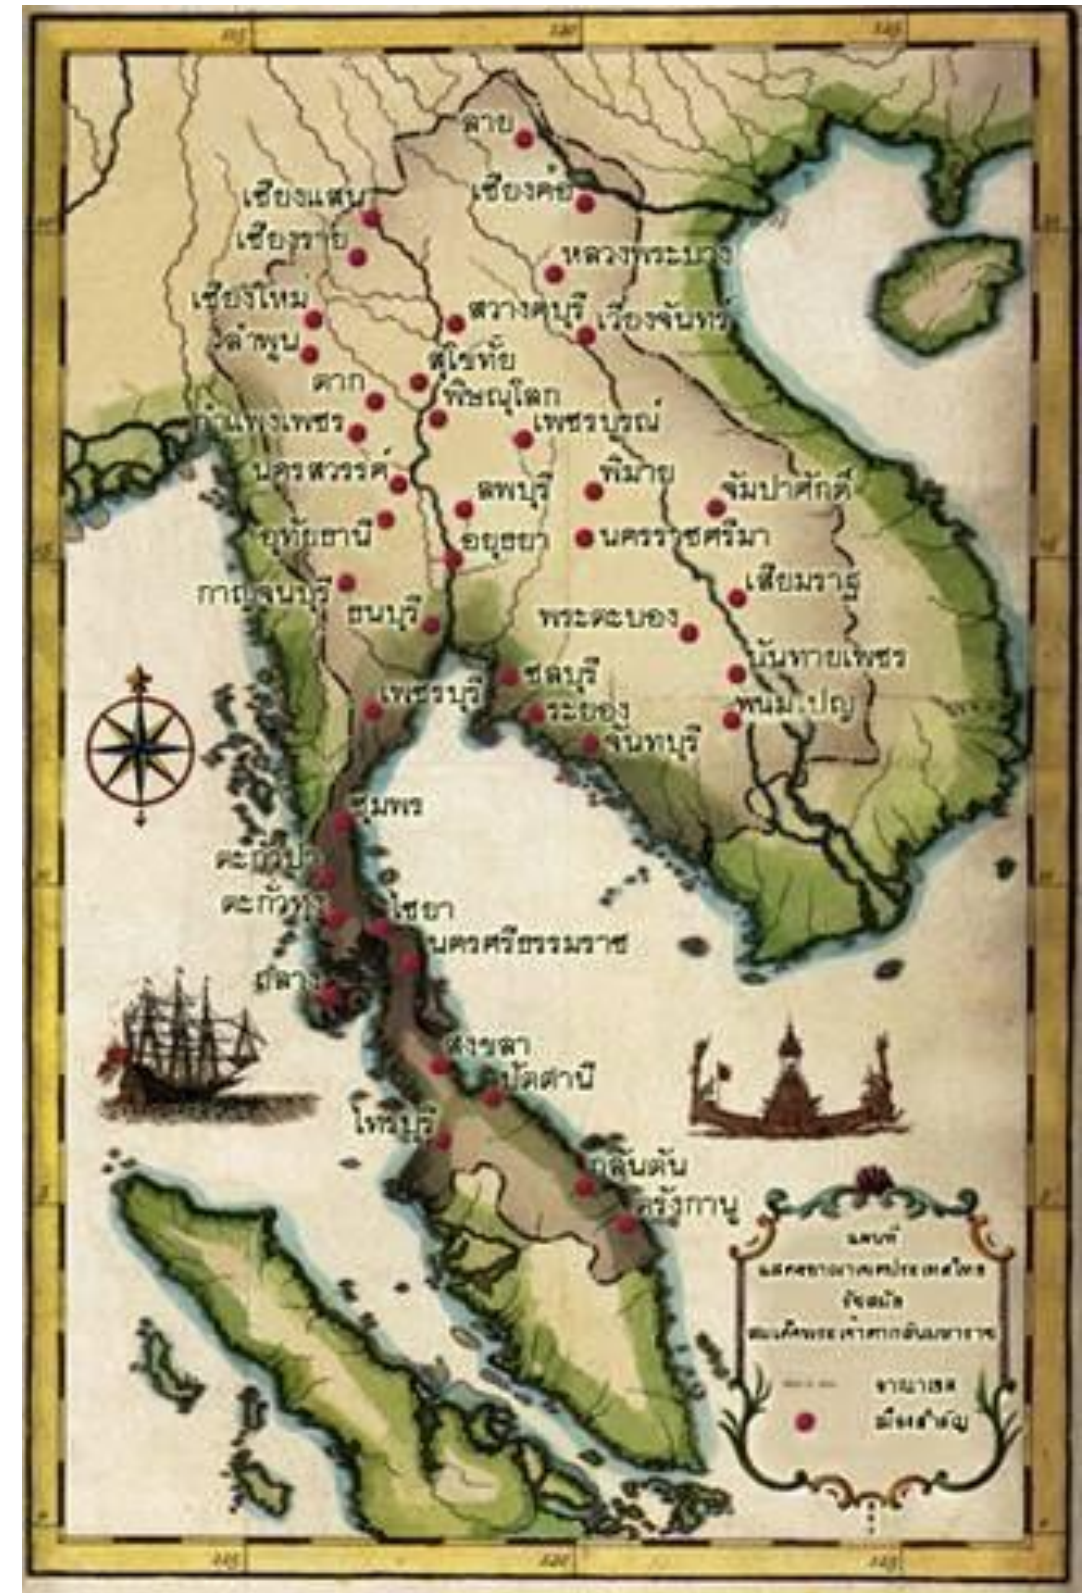 115 120 125
ลาย
เชียงแสน
เชียงค้อ
เชียงราย
หลวงพระบาง
เชียงใหม่
สวางคบุรี
เวียงจันทร์
ลำพูน
สุโขทัย
ตาก
พิษณุโลก
กำแพงเพชร
เพชรบูรณ์
นครสวรรค์
พิมาย
ลพบุรี
จัมปาศักดิ์
อุทัยธานี
อยุธยา
นครราชศรีมา
กาญจนบุรี
เสียมราฐ
ธนบุรี
พระตะบอง
ชลบุรี
บันทายเพชร
เพชรบุรี
ระยอง
พนมเปญ
จันทบุรี
ชุมพร
ตะกั่วป่า
ตะกั่วทุ่ง
ไชยา
นครศรีธรรมราช
ถลาง
สงขลา
ปัตตานี
ไทรบุรี
กลันตัน
ตรังกานู
แผนที่
แสดงอาณาเขตประเทศไทย
รัชสมัย
สมเด็จพระเจ้าตากสินมหาราช
อาณาเขต
เมืองสำคัญ
115 120 125